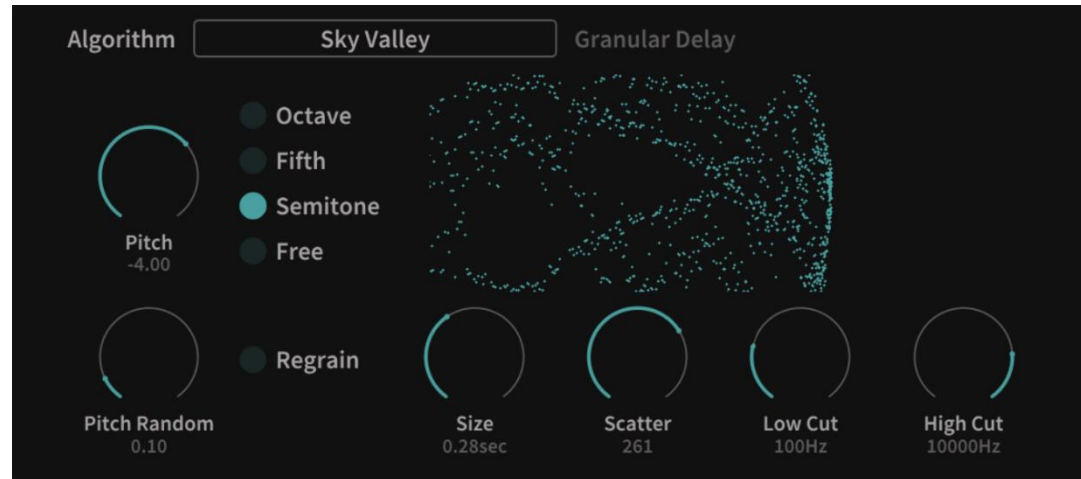 Algorithm Sky Valley Granular Delay
Octave
Fifth
Semitone
Free
Pitch
-4.00
Regrain
Pitch Random
0.10
Size
0.28sec
Scatter
261
Low Cut
100Hz
High Cut
10000Hz